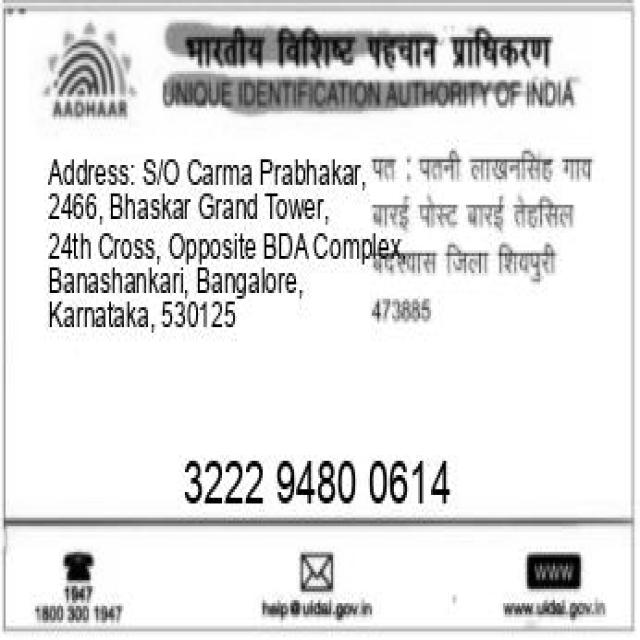 भारतीय विशिष्ट पहचान प्राधिकरण
AADHAAR
UNIQUE IDENTIFICATION AUTHORITY OF INDIA
Address: S/O Carma Prabhakar,
2466, Bhaskar Grand Tower,
24th Cross, Opposite BDA Complex,
Banashankari, Bangalore,
Karnataka, 530125
पत : पतनी लाखनसिंह गाय
बारई पोस्ट बारई तेहसिल
बदरवास जिला शिवपुरी
473885
3222 9480 0614
1947
1800 300 1947
help@uidai.gov.in
www
www.uidai.gov.in